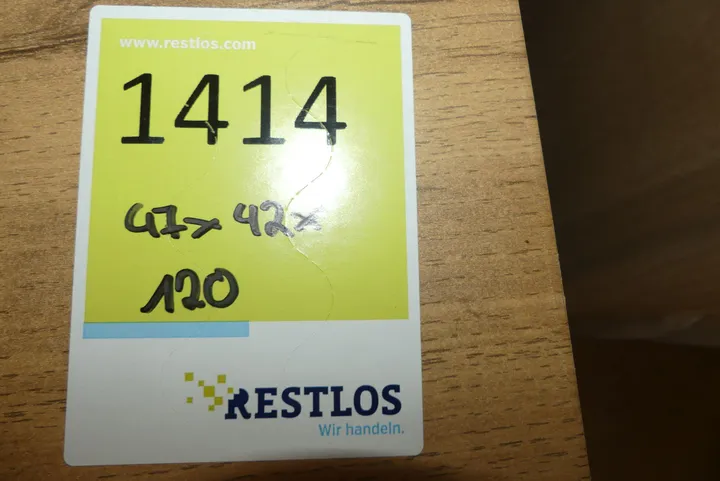 www.restlos.com
1414
47x 42x
120
RESTLOS
Wir handeln.